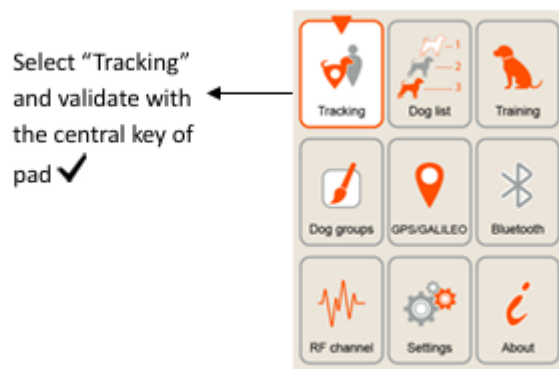 Select “Tracking”
and validate with
the central key of
pad ✔
1
2
3
Tracking
Dog list
Training
Dog groups
GPS/GALILEO
Bluetooth
RF channel
Settings
i
About